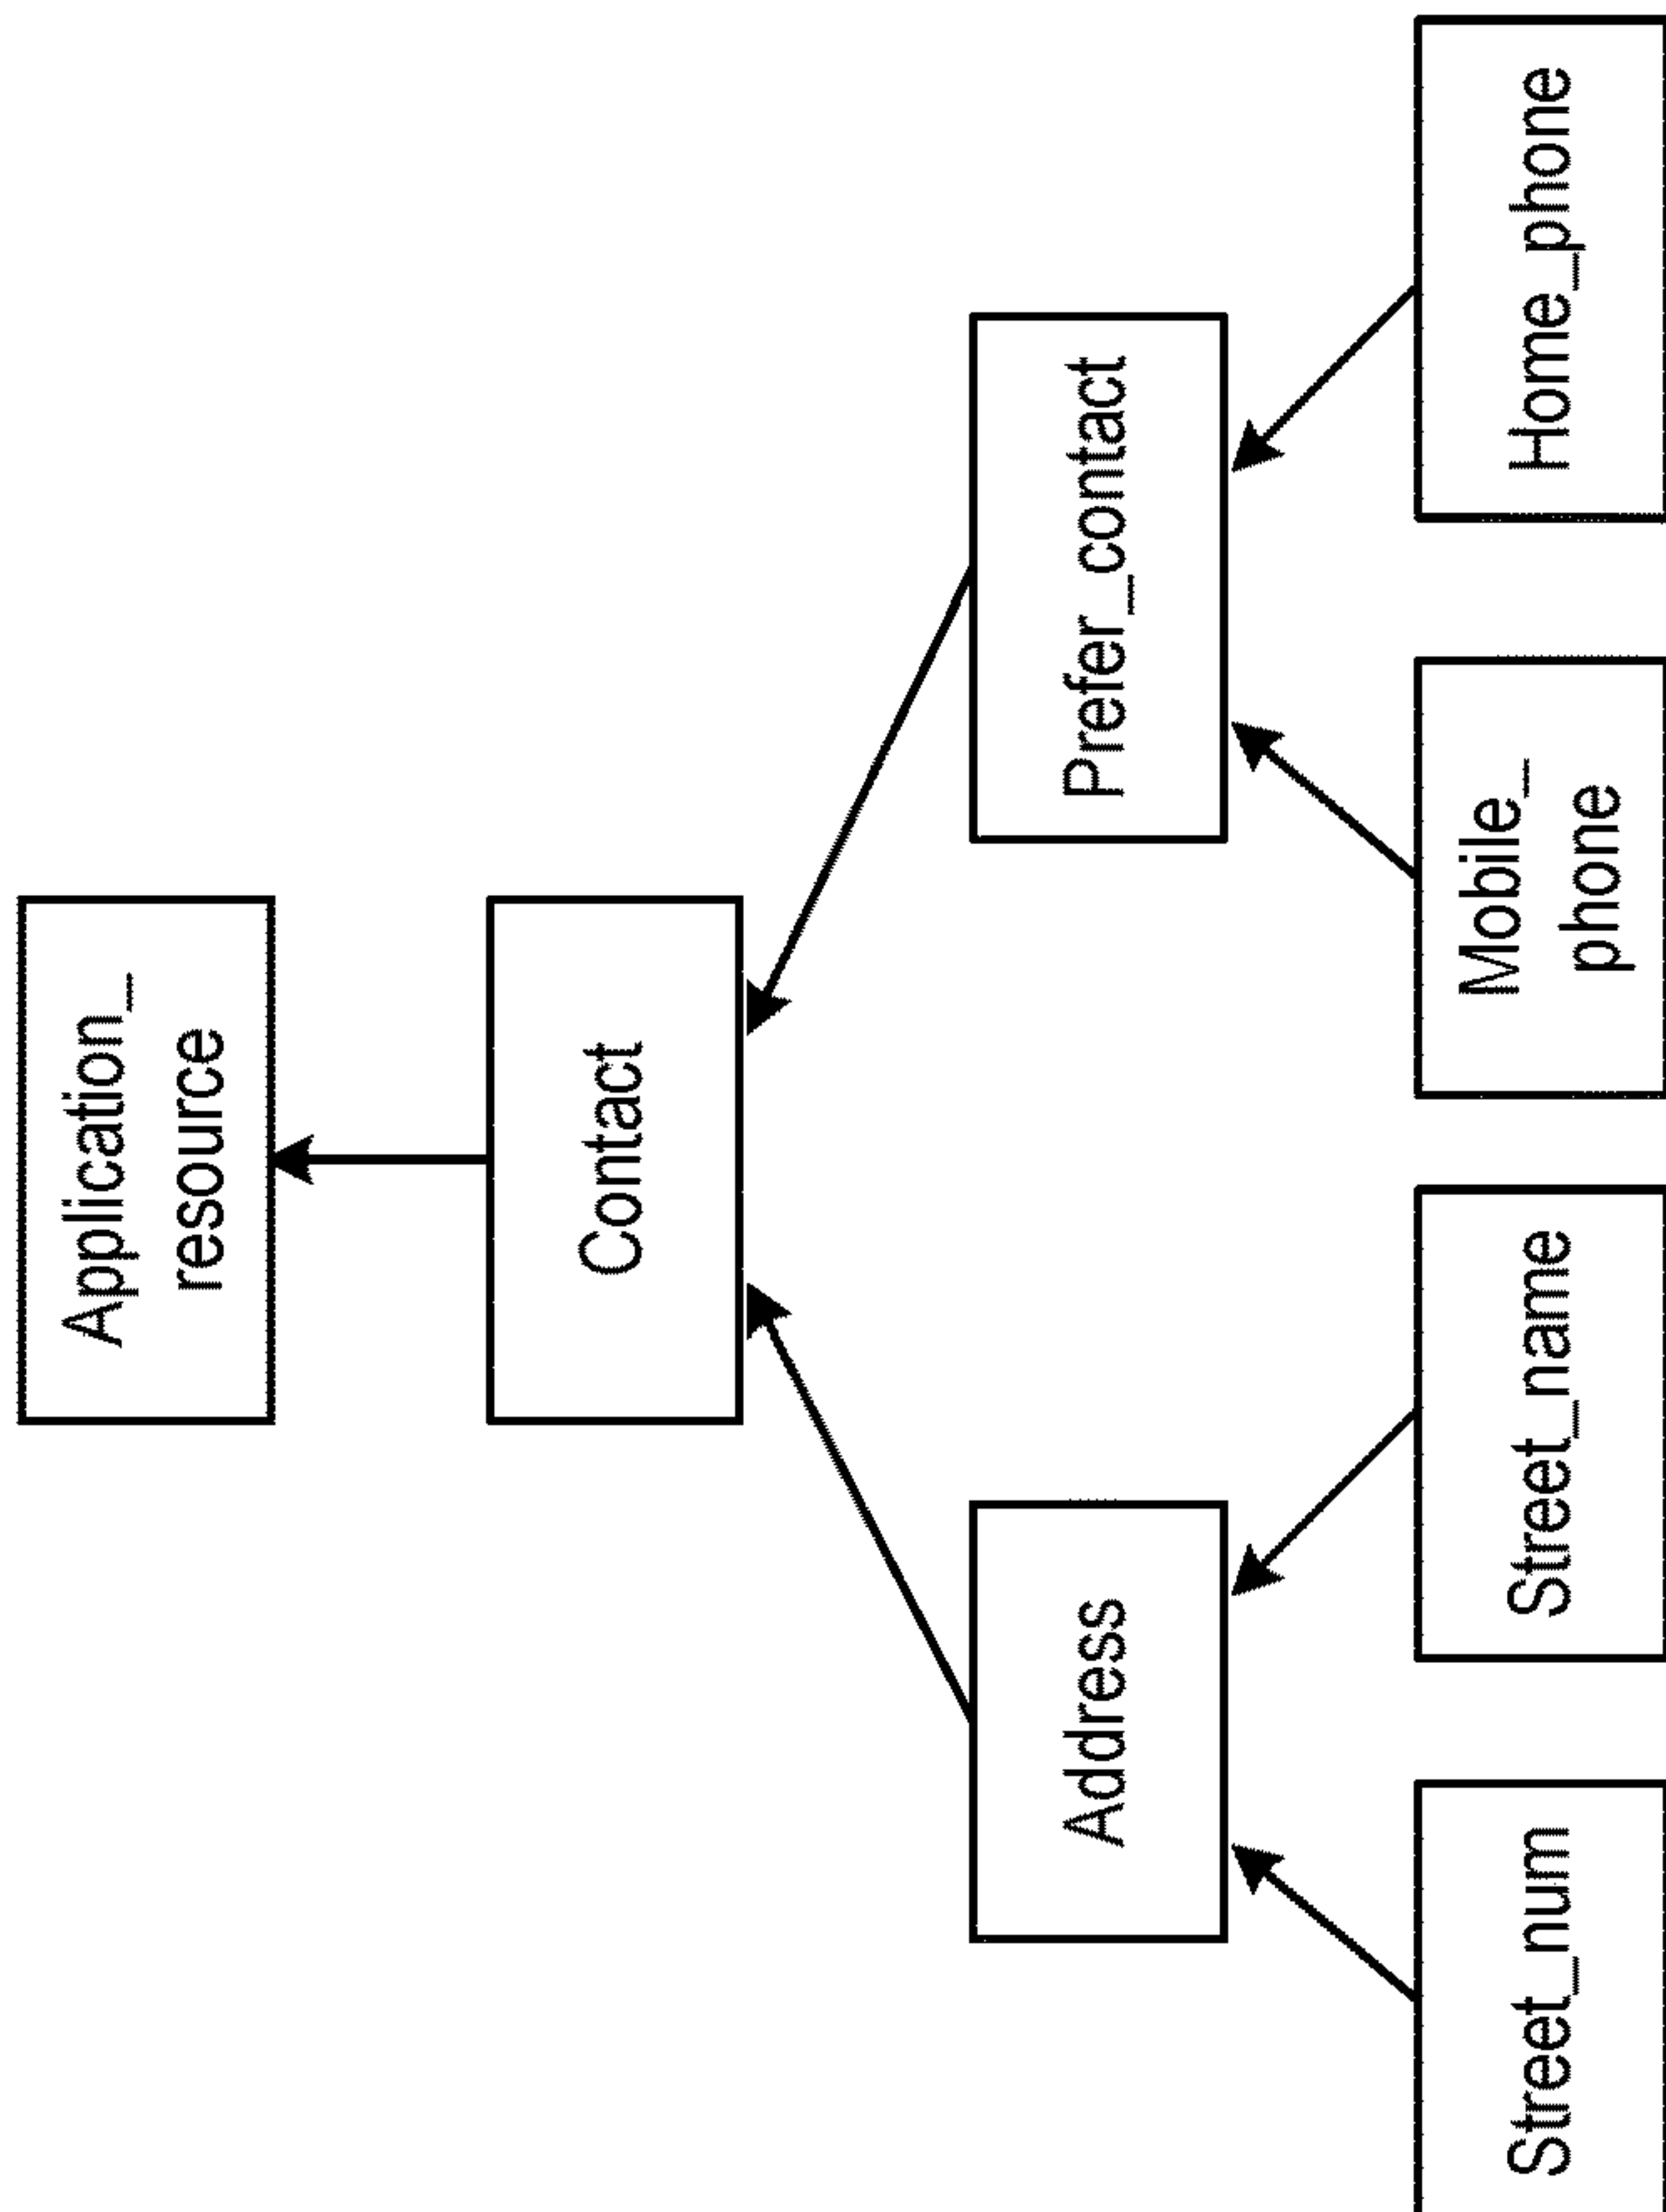 Application_
resource
Contact
Address
Prefer_contact
Street_num
Street_name
Mobile_
phone
Home_phone